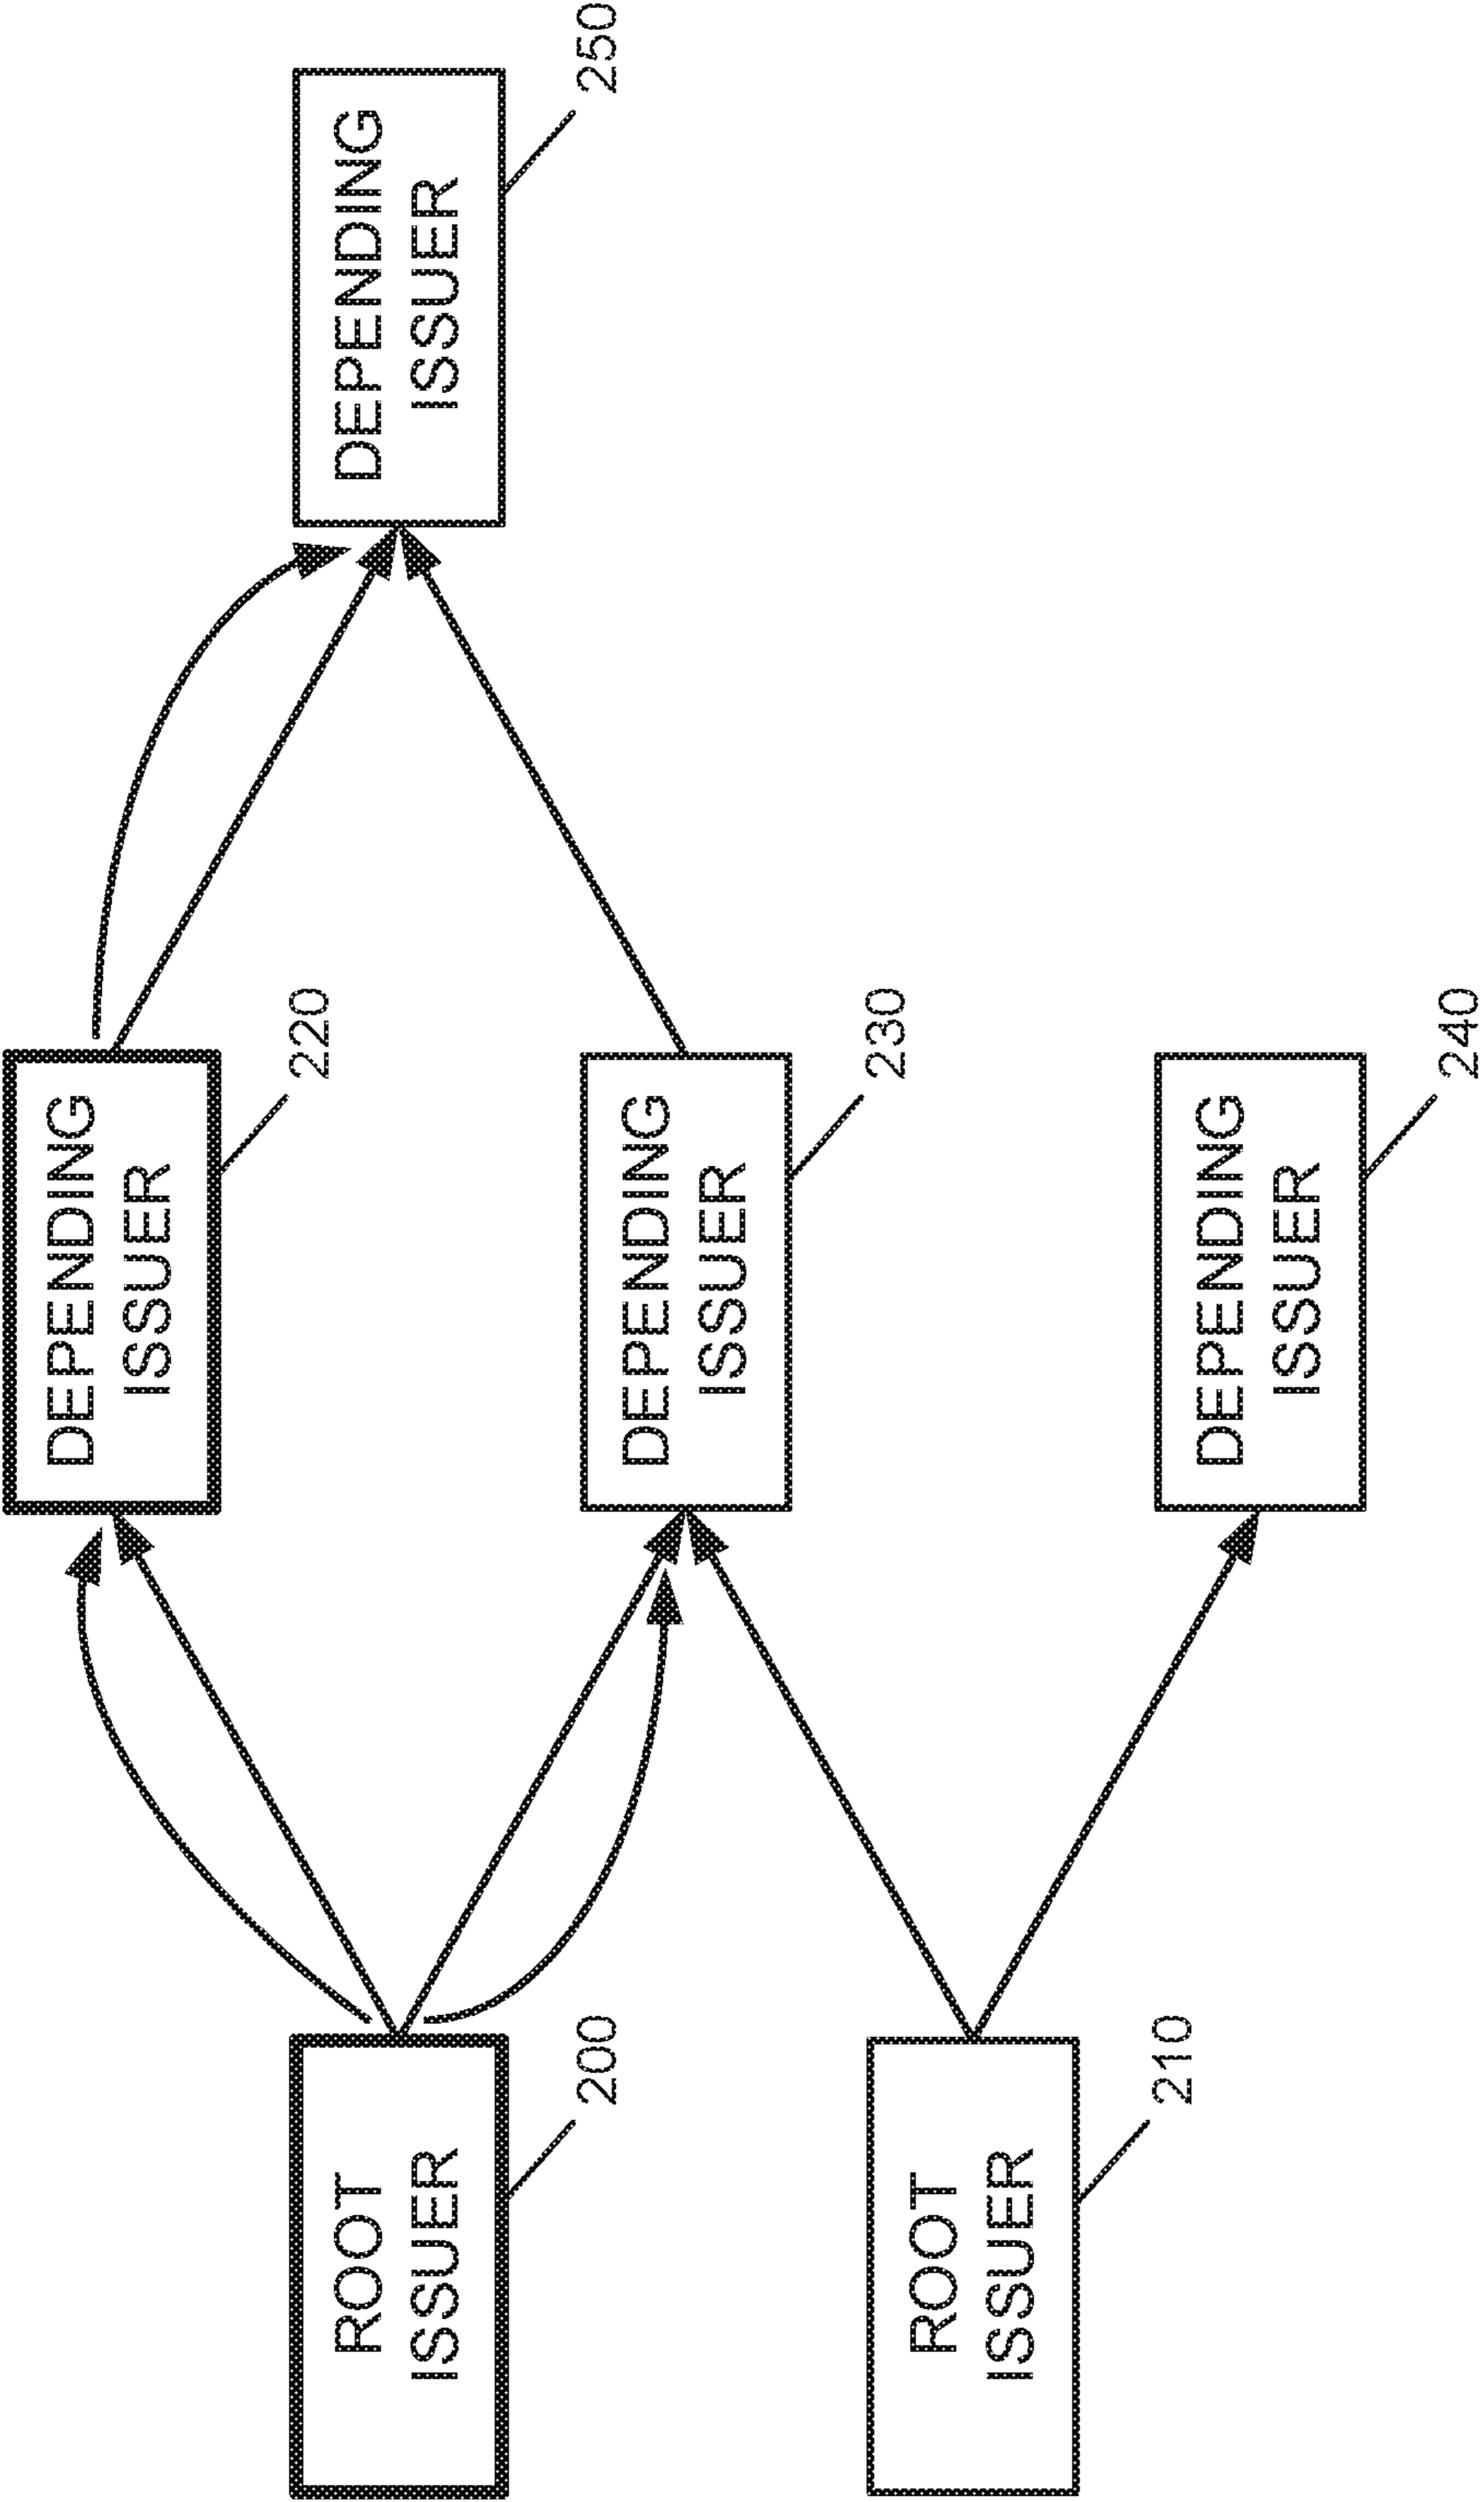 ROOT
ISSUER
200
ROOT
ISSUER
210
DEPENDING
ISSUER
220
DEPENDING
ISSUER
230
DEPENDING
ISSUER
240
DEPENDING
ISSUER
250